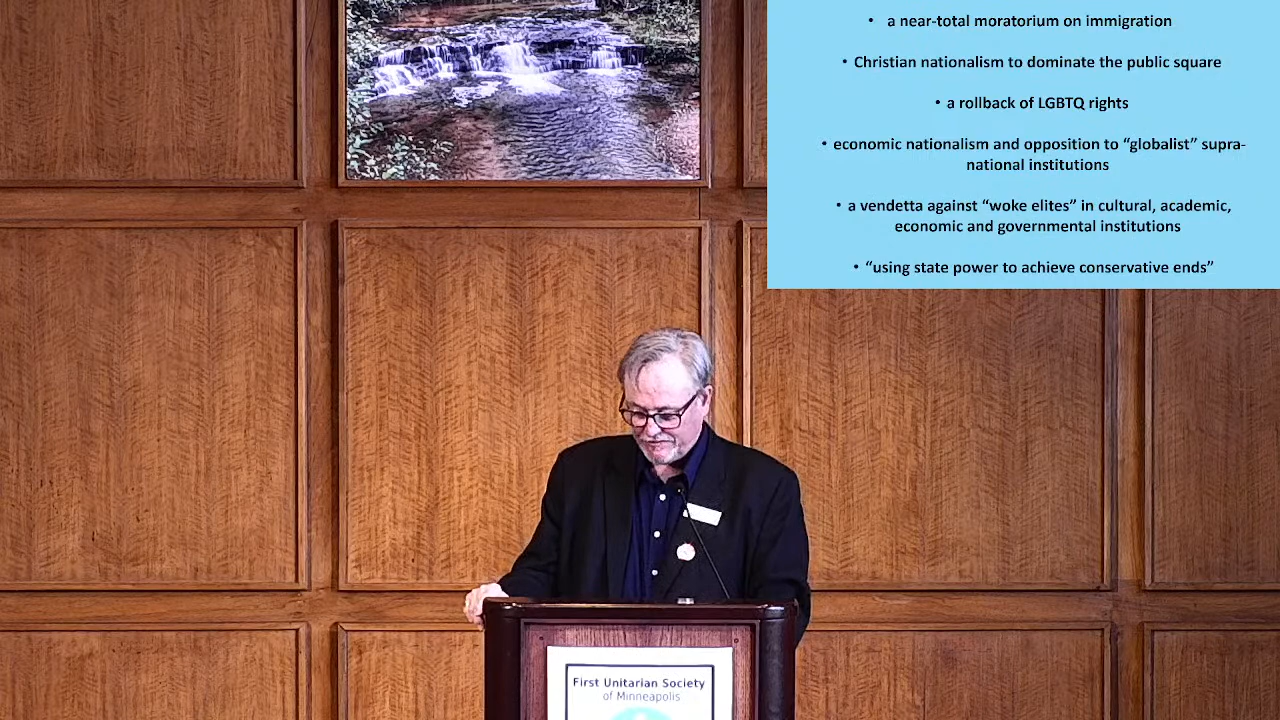 • a near-total moratorium on immigration
• Christian nationalism to dominate the public square
• a rollback of LGBTQ rights
• economic nationalism and opposition to “globalist” supra-
national institutions
• a vendetta against “woke elites” in cultural, academic,
economic and governmental institutions
• “using state power to achieve conservative ends”
First Unitarian Society
of Minneapolis